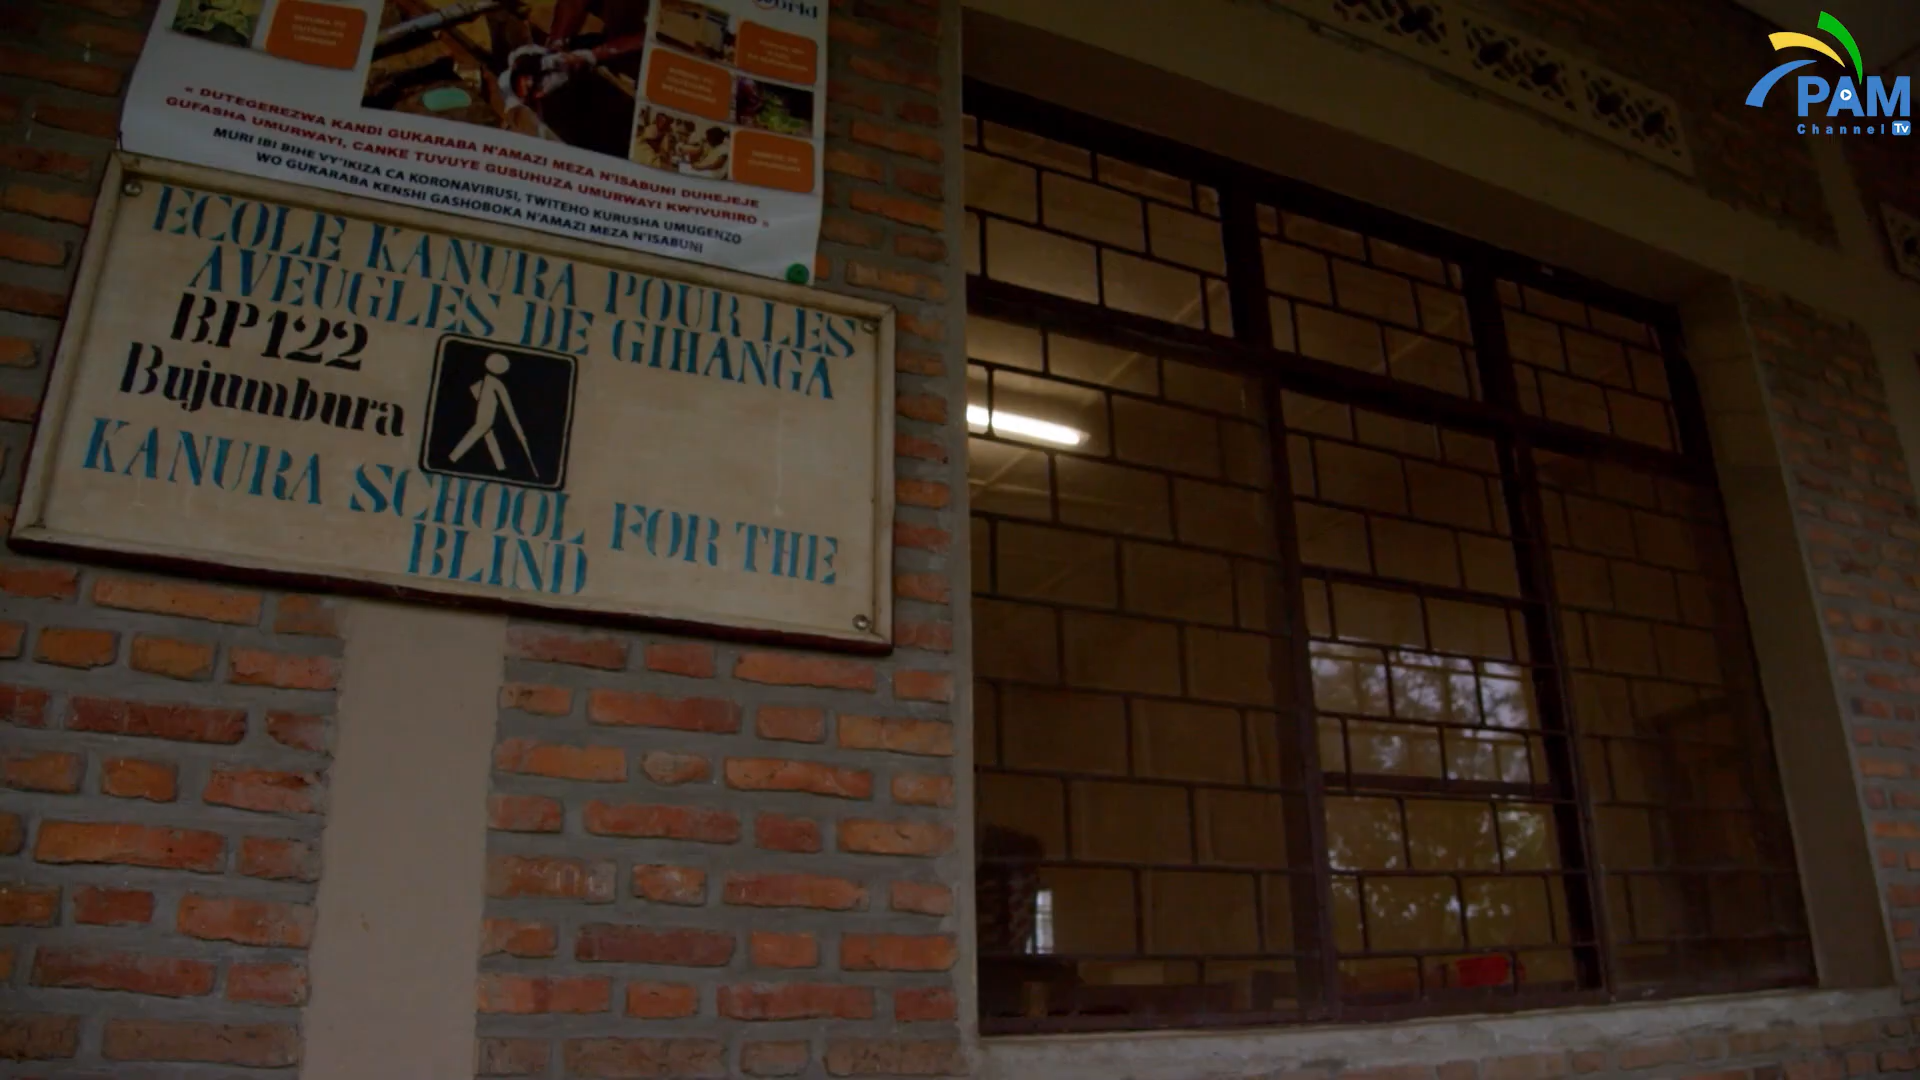 « DUTEGEREZWA KANDI GUKARABA N'AMAZI MEZA N'ISABUNI DUHEJEJE
GUFASHA UMURWAYI, CANKE TUVUYE GUSUHUZA UMURWAYI KW'IVURIRO »
MURI IBI BIHE VY'IKIZA CA KORONAVIRUSI, TWITEHO KURUSHA UMUGENZO
WO GUKARABA KENSHI GASHOBOKA N'AMAZI MEZA N'ISABUNI
ECOLE KANURA POUR LES
AVEUGLES DE GIHANGA
BP 122
Bujumbura
KANURA SCHOOL FOR THE
BLIND
PAM
Channel Tv